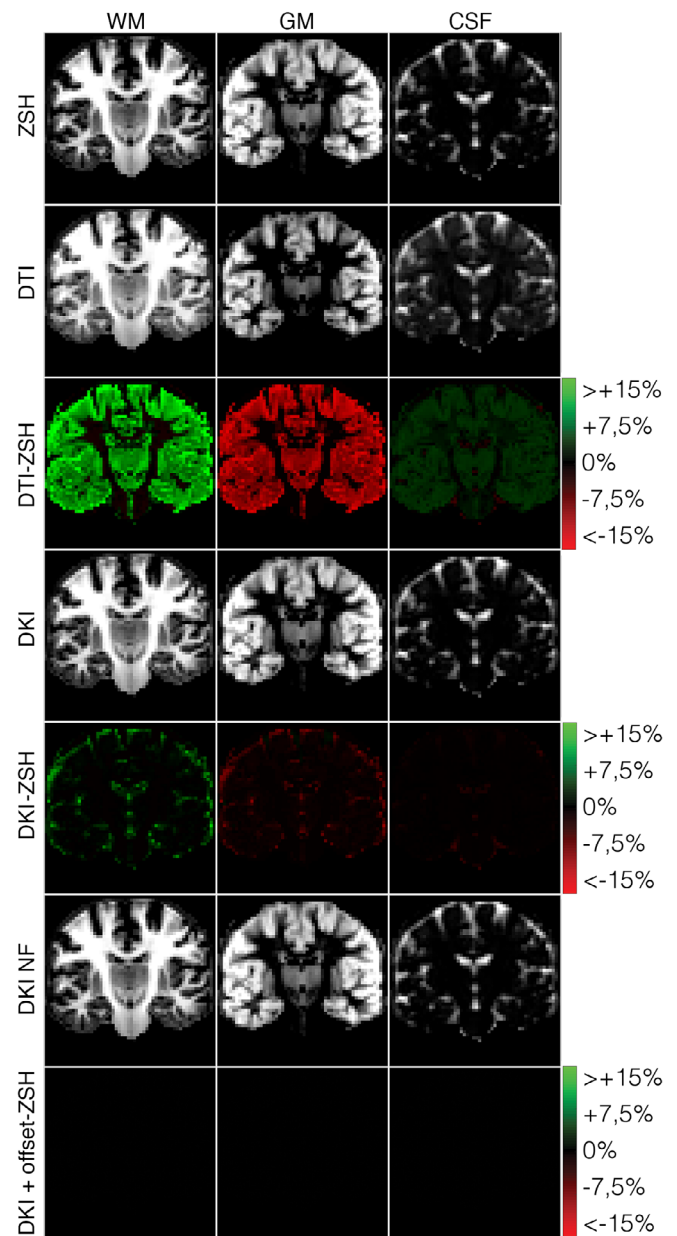 WM GM CSF
ZSH
DTI
DTI-ZSH
>+15%
+7,5%
0%
-7,5%
<-15%
DKI
DKI-ZSH
>+15%
+7,5%
0%
-7,5%
<-15%
DKI NF
DKI + offset-ZSH
>+15%
+7,5%
0%
-7,5%
<-15%